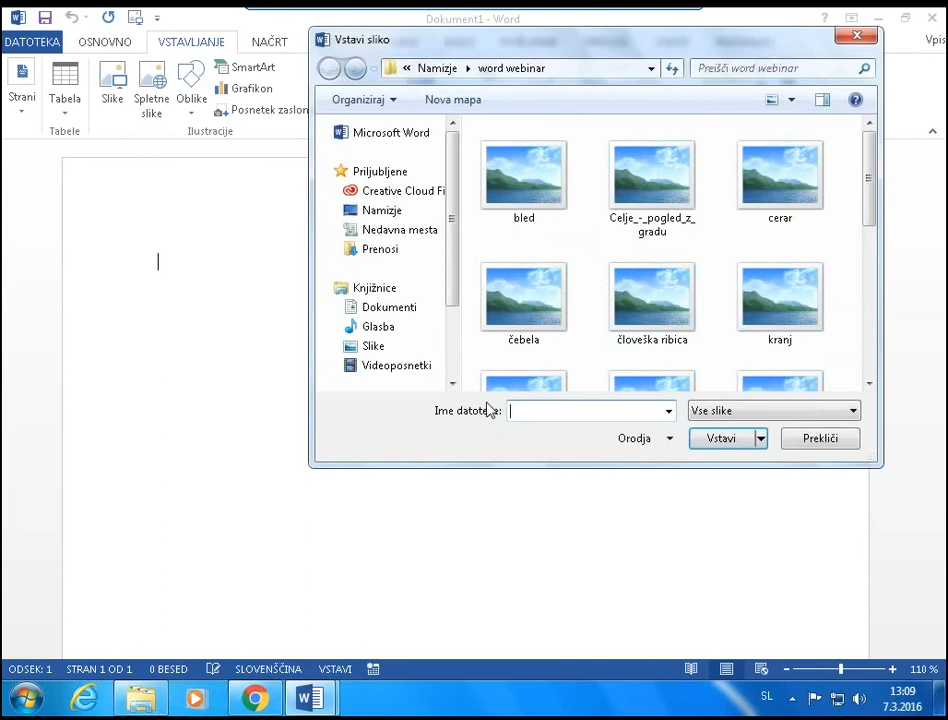 Dokument1 - Word
?
DATOTEKA OSNOVNO VSTAVLJANJE NAČRT
Vpis
Strani
Tabela
Slike
Spletne
slike
Oblike
SmartArt
Grafikon
Posnetek zaslon
Tabele
Ilustracije
Vstavi sliko
« Namizje word webinar
Preišči word webinar
Organiziraj Nova mapa
Microsoft Word
Priljubljene
Creative Cloud Fi
Namizje
Nedavna mesta
Prenosi
Knjižnice
Dokumenti
Glasba
Slike
Videoposnetki
bled
Celje_-_pogled_z_
gradu
cerar
čebela
človeška ribica
kranj
Ime datoteke:
Vse slike
Orodja
Vstavi
Prekliči
ODSEK: 1 STRAN 1 OD 1 0 BESED SLOVENŠČINA VSTAVI
110 %
SL
13:09
7.3.2016